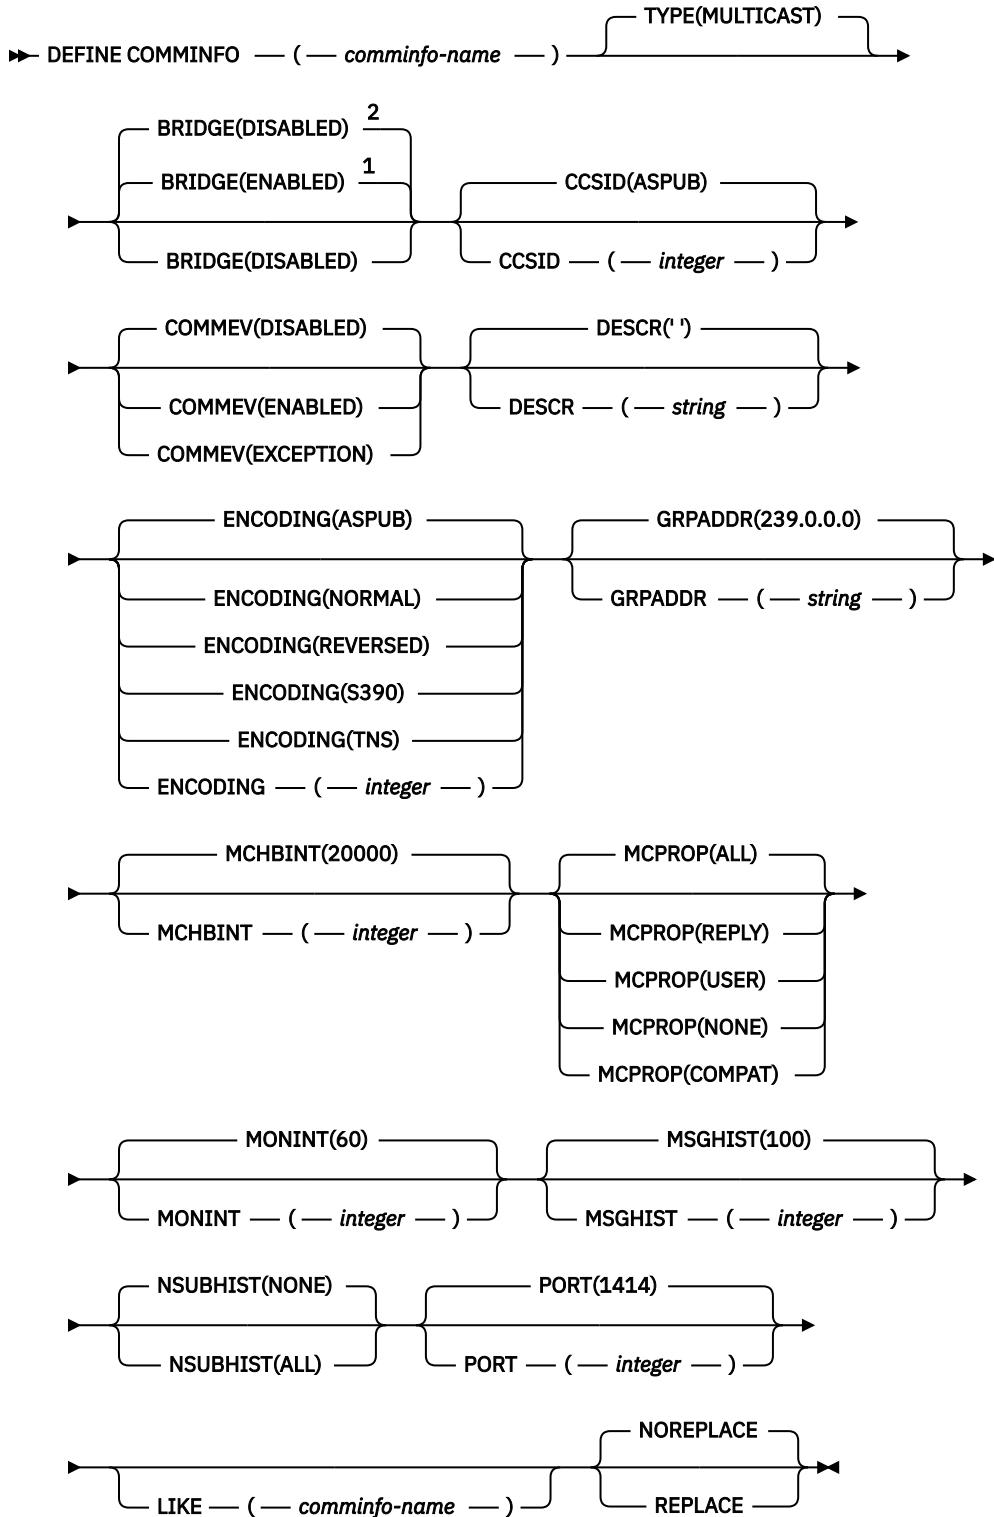 TYPE(MULTICAST)
DEFINE COMMINFO ( comminfo-name )
BRIDGE(DISABLED) 2
BRIDGE(ENABLED) 1
CCSID(ASPUB)
BRIDGE(DISABLED)
CCSID ( integer )
COMMEV(DISABLED)
DESCR(' ')
COMMEV(ENABLED)
DESCR ( string )
COMMEV(EXCEPTION)
ENCODING(ASPUB)
GRPADDR(239.0.0.0)
ENCODING(NORMAL)
GRPADDR ( string )
ENCODING(REVERSED)
ENCODING(S390)
ENCODING(TNS)
ENCODING ( integer )
MCHBINT(20000)
MCPROP(ALL)
MCHBINT ( integer )
MCPROP(REPLY)
MCPROP(USER)
MCPROP(NONE)
MCPROP(COMPAT)
MONINT(60)
MSGHIST(100)
MONINT ( integer )
MSGHIST ( integer )
NSUBHIST(NONE)
PORT(1414)
NSUBHIST(ALL)
PORT ( integer )
NOREPLACE
LIKE ( comminfo-name )
REPLACE